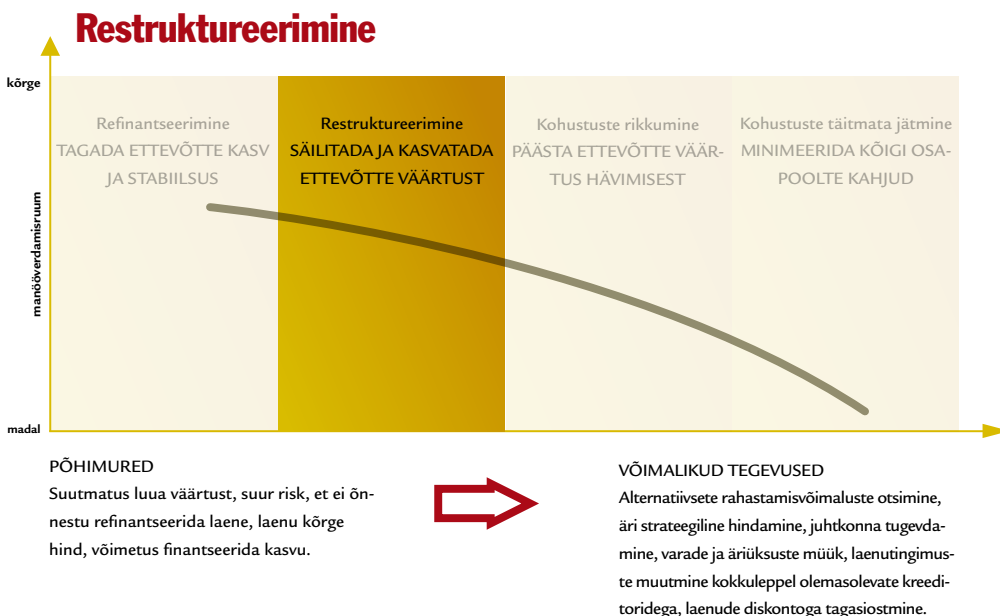 Restruktureerimine
kõrge
Refinantseerimine
TAGADA ETTEVÕTTE KASV
JA STABIILSUS
Restruktureerimine
SÄILITADA JA KASVATADA
ETTEVÕTTE VÄÄRTUST
Kohustuste rikkumine
PÄÄSTA ETTEVÕTTE VÄÄR-
TUS HÄVIMISEST
Kohustuste täitmata jätmine
MINIMEERIDA KÕIGI OSA-
POOLTE KAHJUD
manööverdamisruum
madal
PÕHIMURED
Suutmatus luua väärtust, suur risk, et ei õn-
nestu refinantseerida laene, laenu kõrge
hind, võimetus finantseerida kasvu.
VÕIMALIKUD TEGEVUSED
Alternatiivsete rahastamisvõimaluste otsimine,
äri strateegiline hindamine, juhtkonna tugevda-
mine, varade ja äriüksuste müük, laenutingimus-
te muutmine kokkuleppel olemasolevate kreedi-
toridega, laenude diskontoga tagasiostmine.